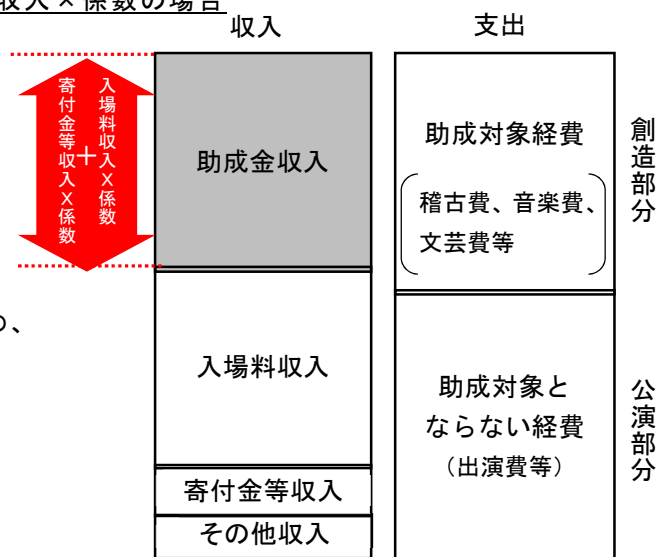 収入×係数の場合
収入
支出
入場料収入×係数
＋
寄付金等収入×係数
助成金収入
入場料収入
寄付金等収入
その他収入
助成対象経費
稽古費、音楽費、
文芸費等
創造部分
助成対象と
ならない経費
（出演費等）
公演部分
、